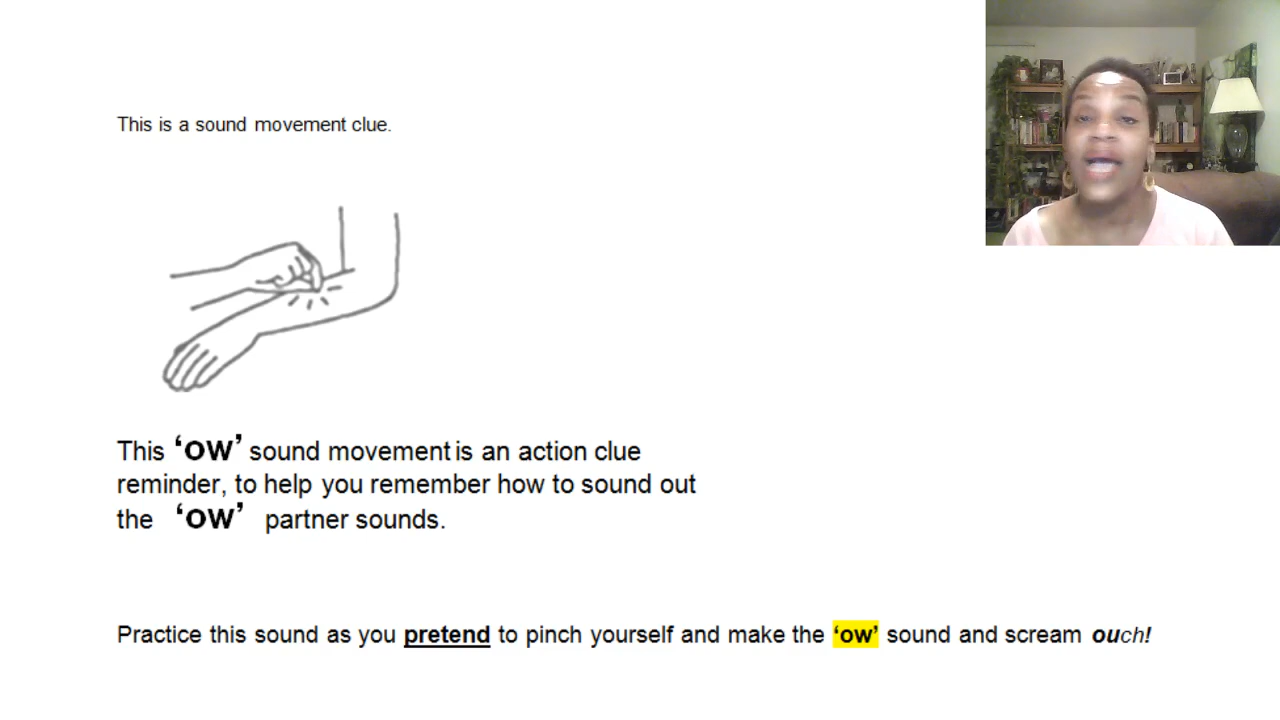 This is a sound movement clue.
This ‘ow’ sound movement is an action clue
reminder, to help you remember how to sound out
the ‘ow’ partner sounds.
Practice this sound as you pretend to pinch yourself and make the ‘ow’ sound and scream ouch!